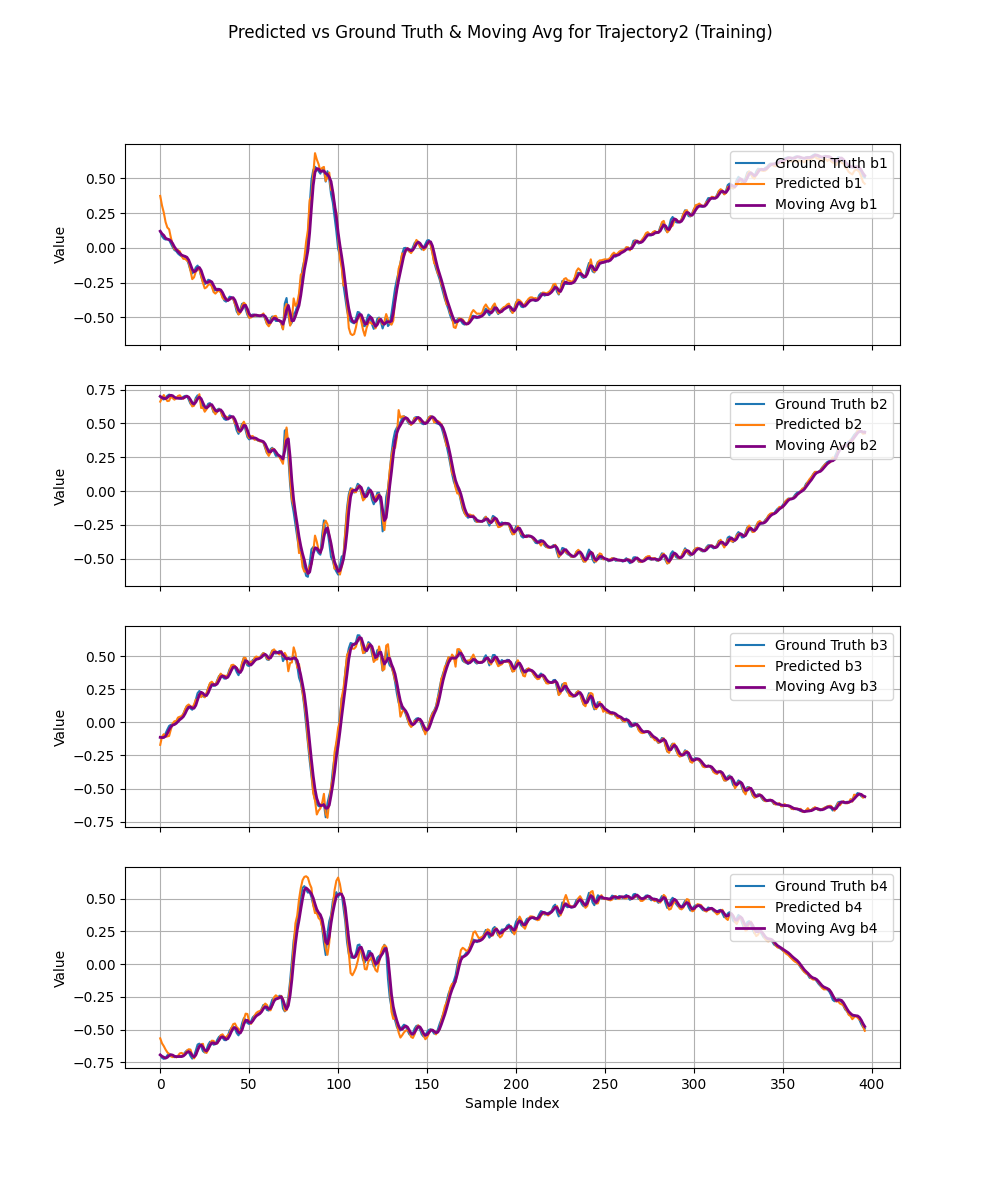 Predicted vs Ground Truth & Moving Avg for Trajectory2 (Training)
0.50
0.25
0.00
−0.25
−0.50
Value
Ground Truth b1
Predicted b1
Moving Avg b1
0.75
0.50
0.25
0.00
−0.25
−0.50
Value
Ground Truth b2
Predicted b2
Moving Avg b2
0.50
0.25
0.00
−0.25
−0.50
−0.75
Value
Ground Truth b3
Predicted b3
Moving Avg b3
0.50
0.25
0.00
−0.25
−0.50
−0.75
Value
Ground Truth b4
Predicted b4
Moving Avg b4
0 50 100 150 200 250 300 350 400
Sample Index